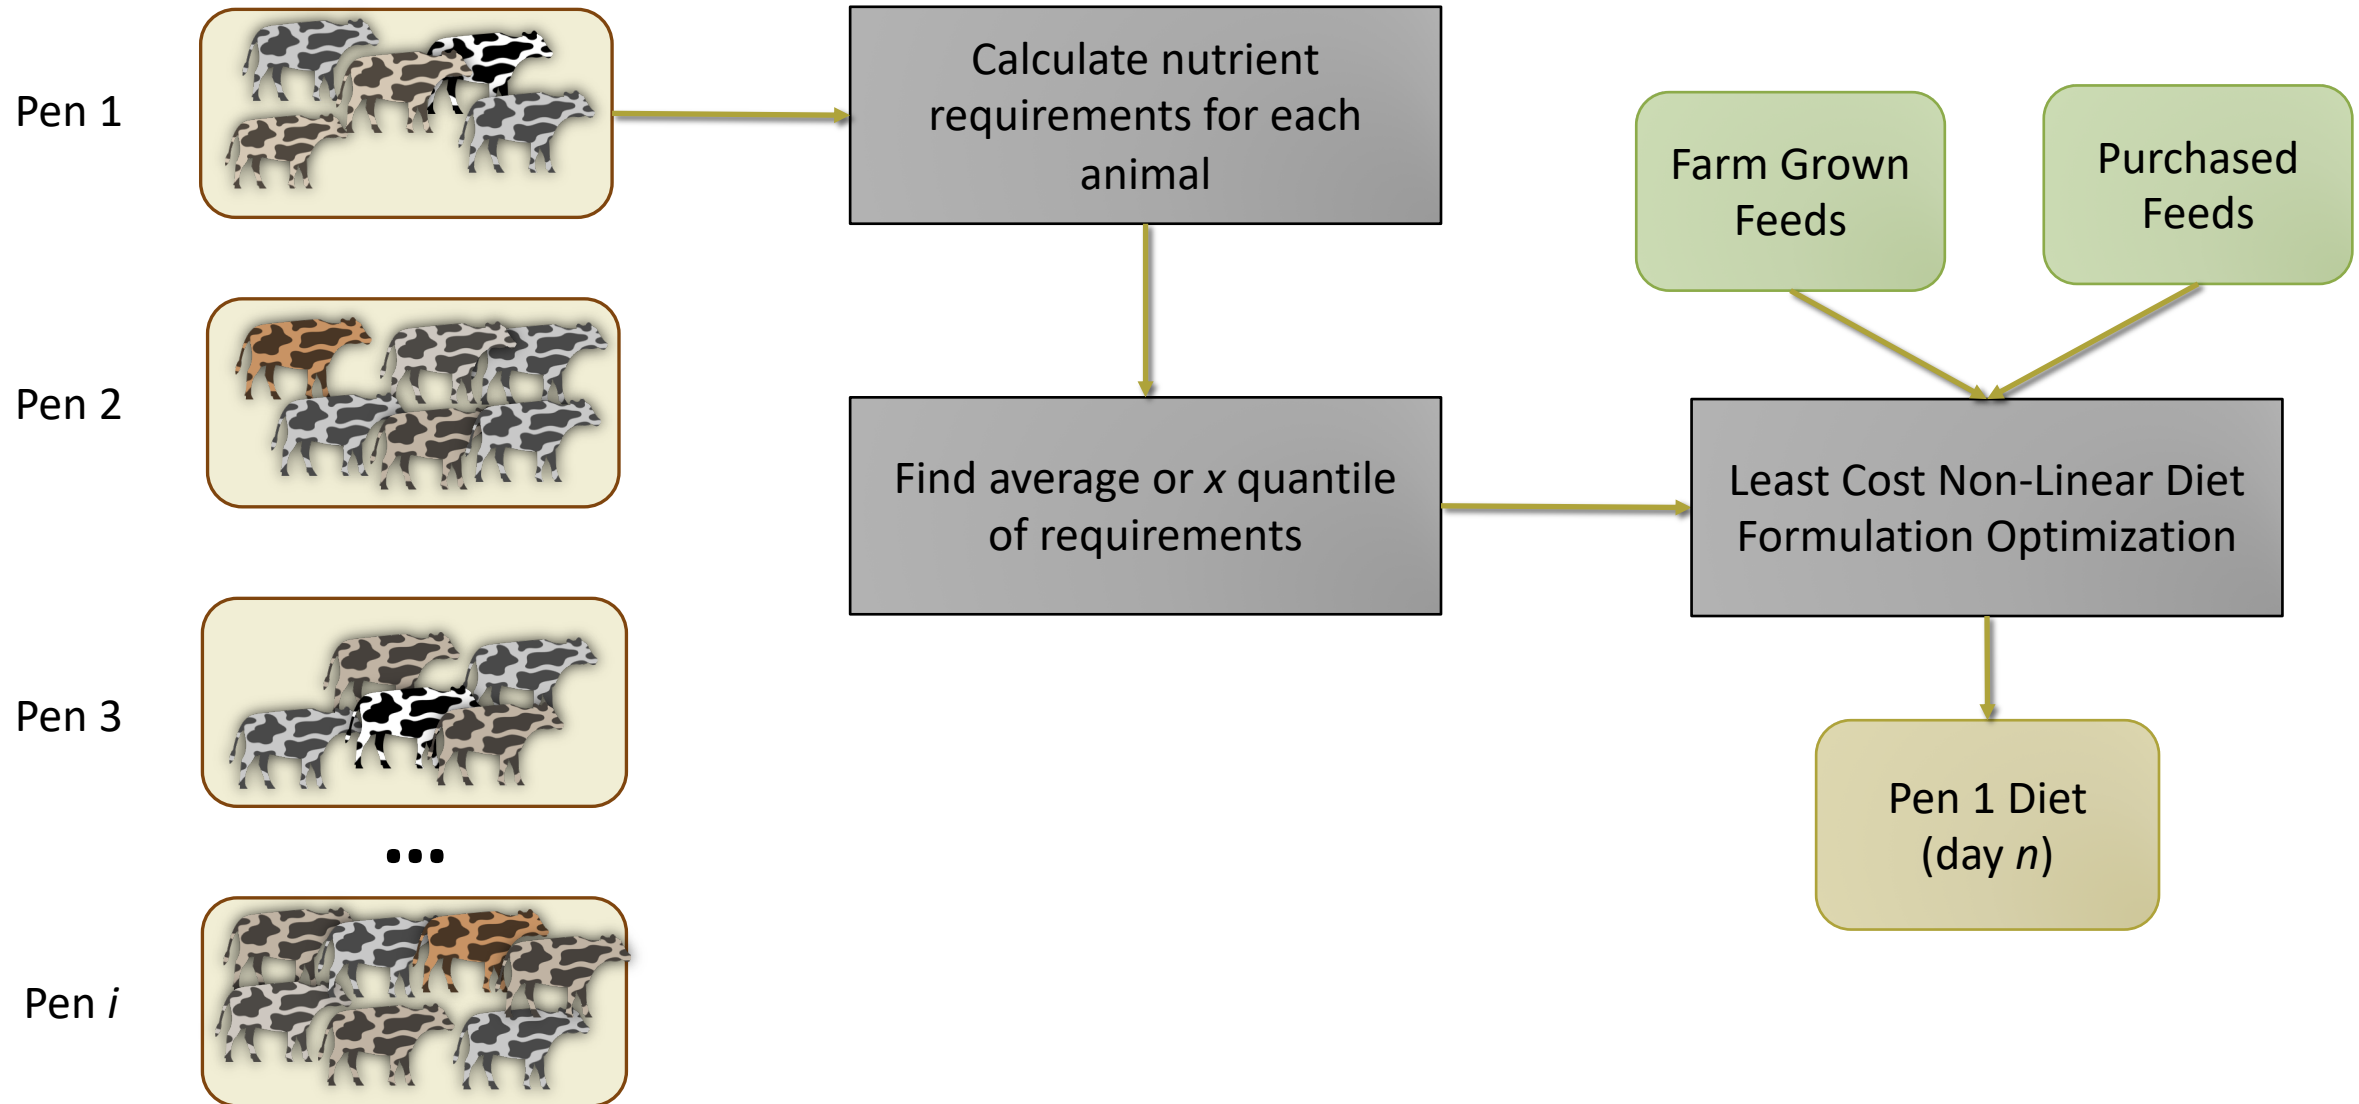 Pen 1
Calculate nutrient
requirements for each
animal
Farm Grown
Feeds
Purchased
Feeds
Pen 2
Find average or x quantile
of requirements
Least Cost Non-Linear Diet
Formulation Optimization
Pen 3
...
Pen 1 Diet
(day n)
Pen i